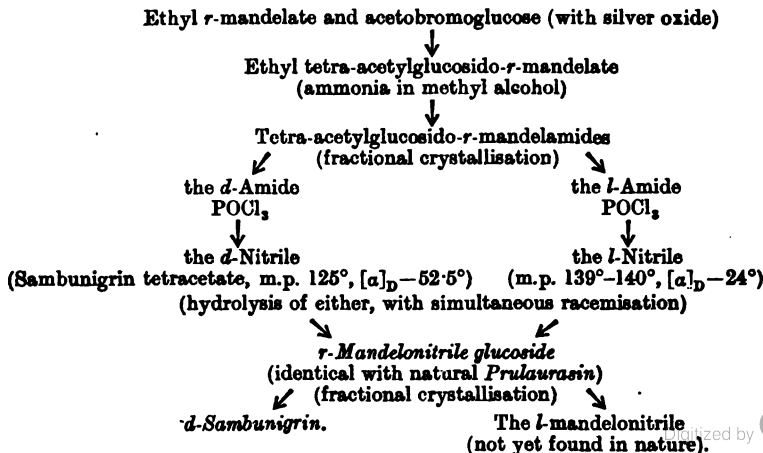 Ethyl r-mandelate and acetobromoglucose (with silver oxide)
Ethyl tetra-acetylglucosido-r-mandelate
(ammonia in methyl alcohol)
Tetra-acetylglucosido-r-mandelamides
(fractional crystallisation)
the d-Amide
the l-Amide
POCl₃
POCl₃
the d-Nitrile
the l-Nitrile
(Sambunigrin tetracetate, m.p. 125°, [α]D−52·5°)
(m.p. 139°–140°, [α]D−24°)
(hydrolysis of either, with simultaneous racemisation)
r-Mandelonitrile glucoside
(identical with natural Prulaurasin)
(fractional crystallisation)
d-Sambunigrin.
The l-mandelonitrile
(not yet found in nature).
Digitized by